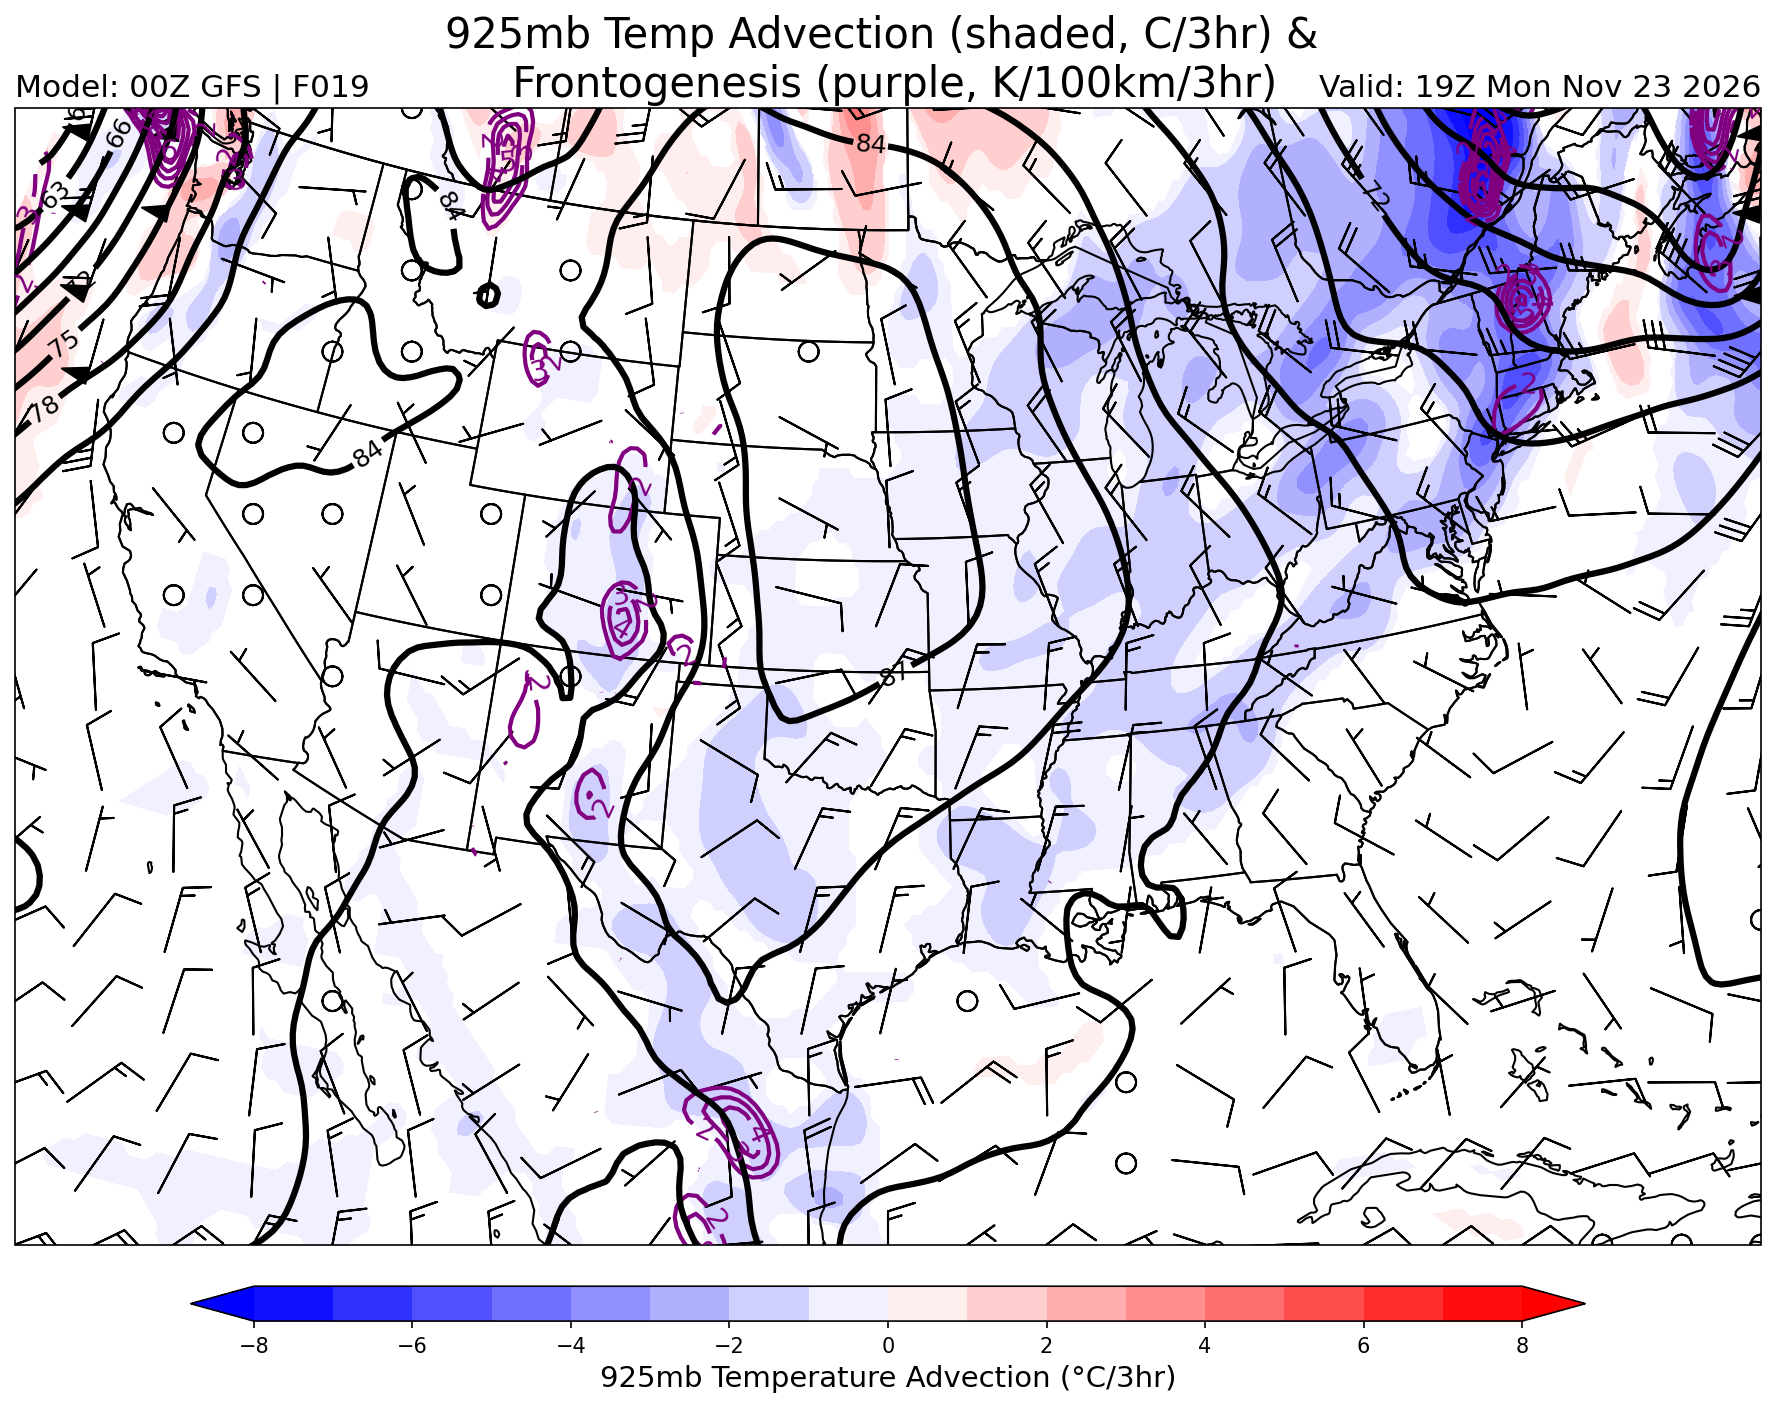 925mb Temp Advection (shaded, C/3hr) &
Frontogenesis (purple, K/100km/3hr)
Model: 00Z GFS | F019
Valid: 19Z Mon Nov 23 2026
66
63
75
78
84
84
84
72
87
−8 −6 −4 −2 0 2 4 6 8
925mb Temperature Advection (°C/3hr)